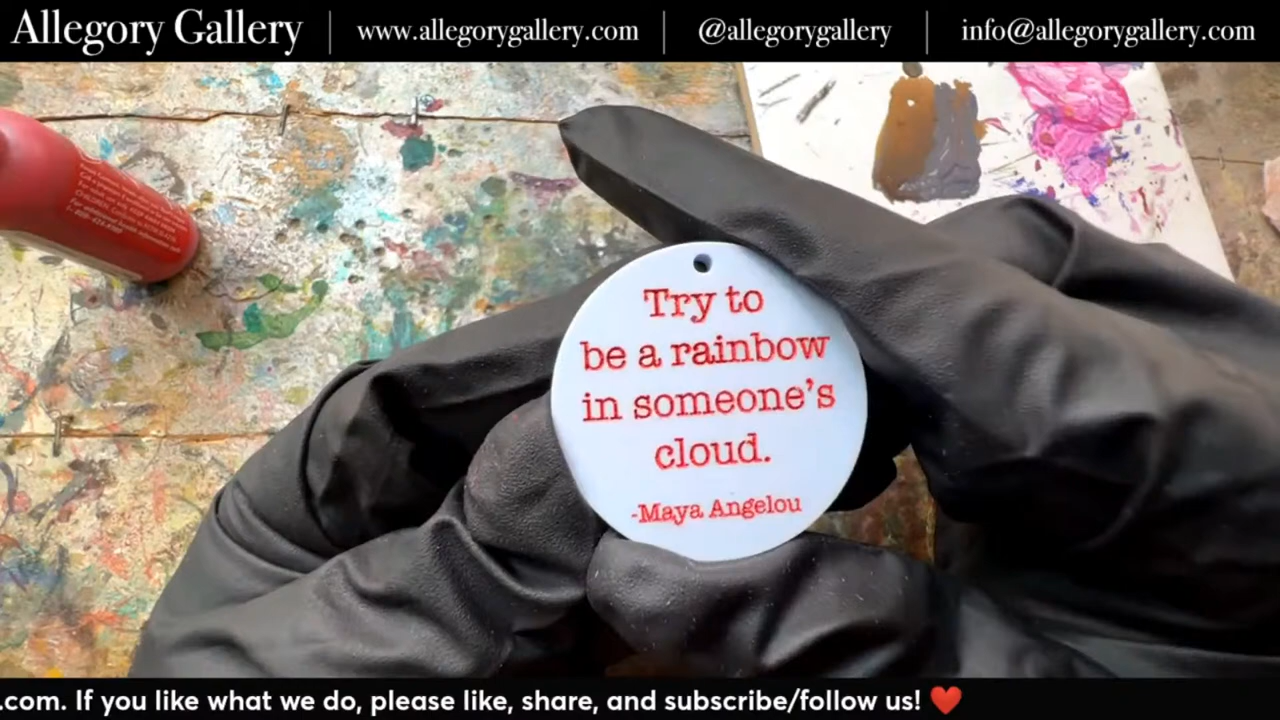 Allegory Gallery | www.allegorygallery.com | @allegorygallery | info@allegorygallery.com
Try to
be a rainbow
in someone's
cloud.
-Maya Angelou
.com. If you like what we do, please like, share, and subscribe/follow us! ❤️